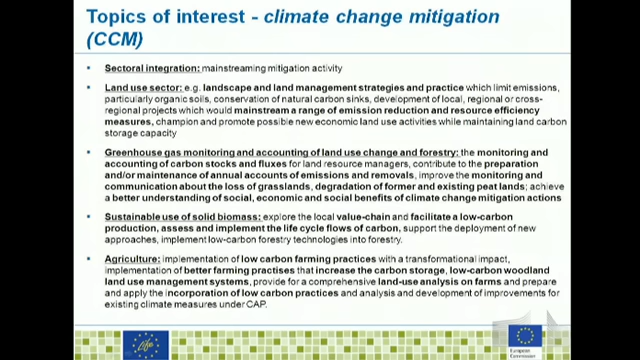 Topics of interest - climate change mitigation
(CCM)
Sectoral integration: mainstreaming mitigation activity
Land use sector: e.g. landscape and land management strategies and practice which limit emissions,
particularly organic soils, conservation of natural carbon sinks, development of local, regional or cross-
regional projects which would mainstream a range of emission reduction and resource efficiency
measures, champion and promote possible new economic land use activities while maintaining land carbon
storage capacity
Greenhouse gas monitoring and accounting of land use change and forestry: the monitoring and
accounting of carbon stocks and fluxes for land resource managers, contribute to the preparation
and/or maintenance of annual accounts of emissions and removals, improve the monitoring and
communication about the loss of grasslands, degradation of former and existing peat lands; achieve
a better understanding of social, economic and social benefits of climate change mitigation actions
Sustainable use of solid biomass: explore the local value-chain and facilitate a low-carbon
production, assess and implement the life cycle flows of carbon, support the deployment of new
approaches, implement low-carbon forestry technologies into forestry.
Agriculture: implementation of low carbon farming practices with a transformational impact,
implementation of better farming practises that increase the carbon storage, low-carbon woodland
land use management systems, provide for a comprehensive land-use analysis on farms and prepare
and apply the incorporation of low carbon practices and analysis and development of improvements for
existing climate measures under CAP.
Life
European
Commission